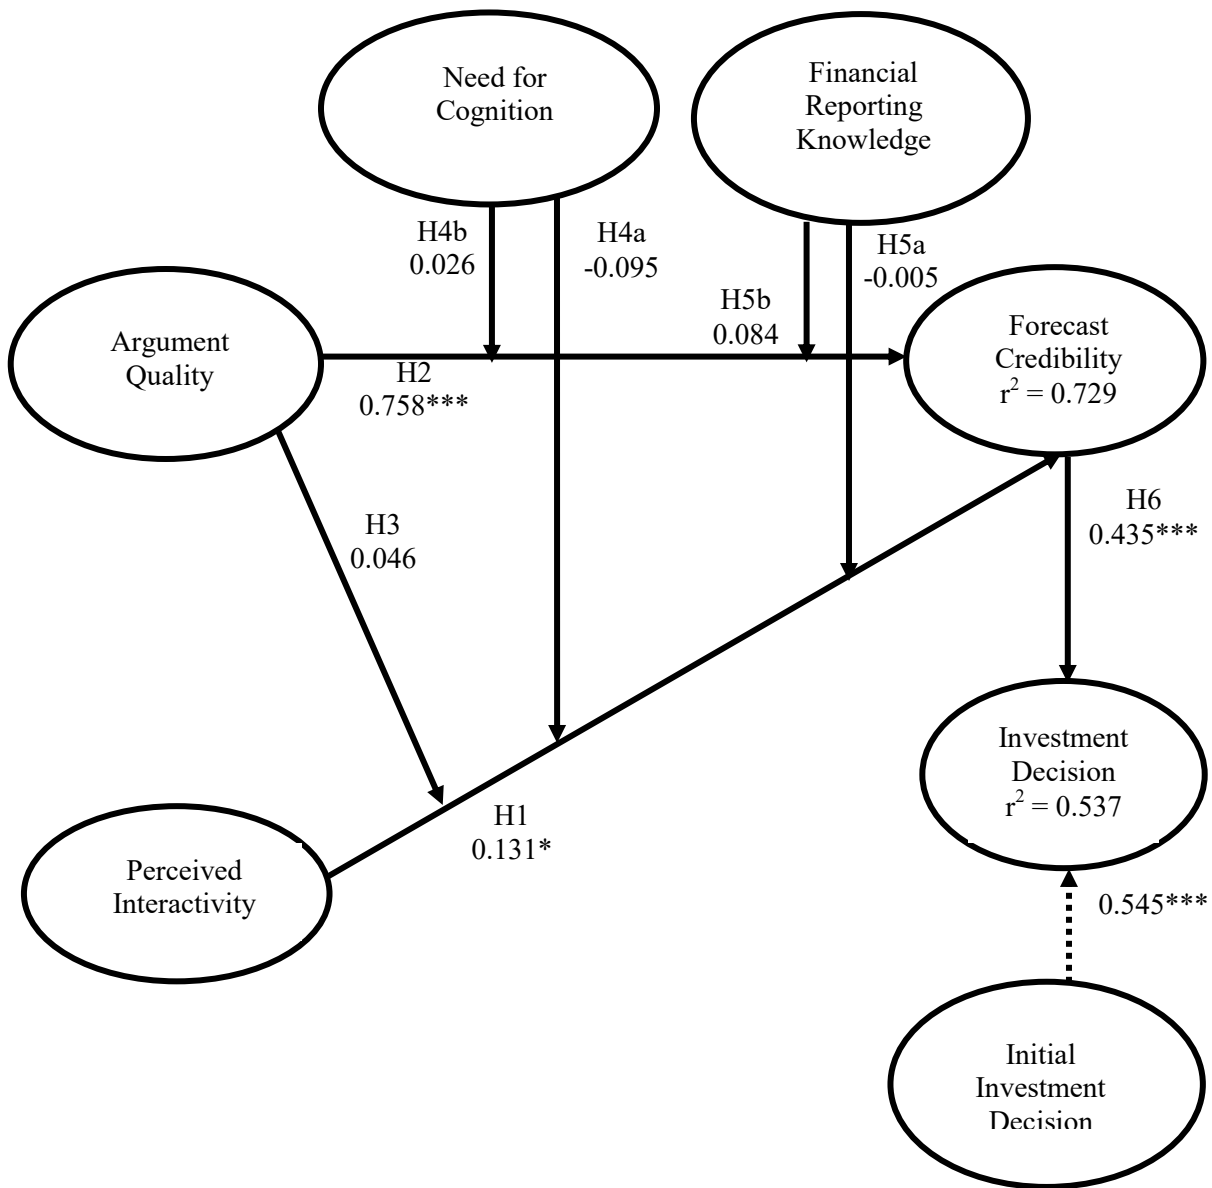 Need for
Cognition
Financial
Reporting
Knowledge
H4b
0.026
H4a
-0.095
H5a
-0.005
H5b
0.084
Argument
Quality
H2
0.758***
Forecast
Credibility
r² = 0.729
H3
0.046
H6
0.435***
Investment
Decision
r² = 0.537
H1
0.131*
Perceived
Interactivity
0.545***
Initial
Investment
Decision